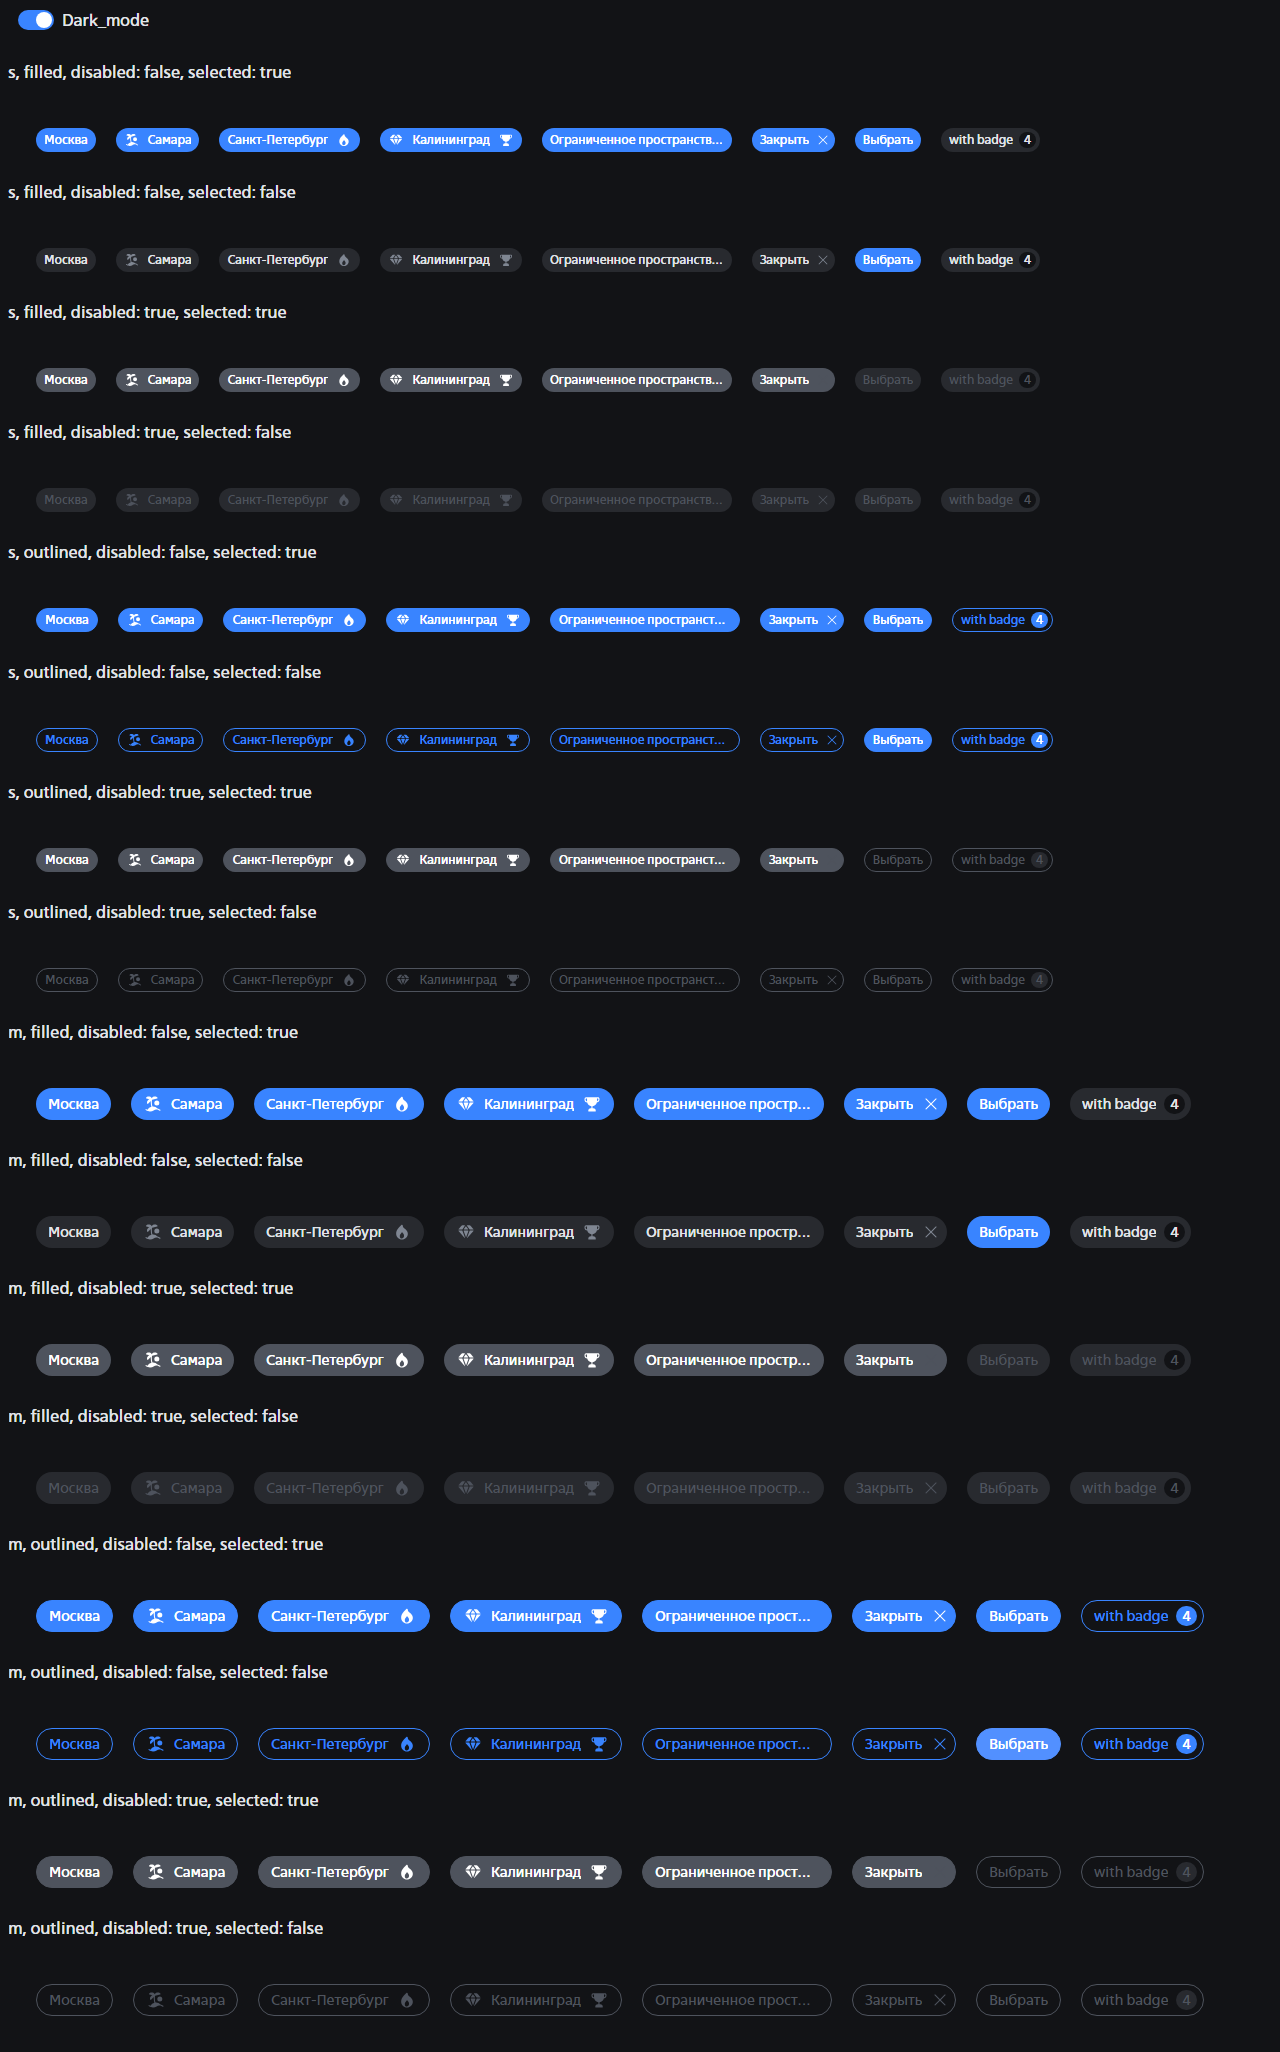 Dark_mode
s, filled, disabled: false, selected: true
Москва Самара Санкт-Петербург Калининград Ограниченное пространств... Закрыть Выбрать with badge 4
s, filled, disabled: false, selected: false
Москва Самара Санкт-Петербург Калининград Ограниченное пространств... Закрыть Выбрать with badge 4
s, filled, disabled: true, selected: true
Москва Самара Санкт-Петербург Калининград Ограниченное пространств... Закрыть Выбрать with badge 4
s, filled, disabled: true, selected: false
Москва Самара Санкт-Петербург Калининград Ограниченное пространств... Закрыть Выбрать with badge 4
s, outlined, disabled: false, selected: true
Москва Самара Санкт-Петербург Калининград Ограниченное пространст... Закрыть Выбрать with badge 4
s, outlined, disabled: false, selected: false
Москва Самара Санкт-Петербург Калининград Ограниченное пространст... Закрыть Выбрать with badge 4
s, outlined, disabled: true, selected: true
Москва Самара Санкт-Петербург Калининград Ограниченное пространст... Закрыть Выбрать with badge 4
s, outlined, disabled: true, selected: false
Москва Самара Санкт-Петербург Калининград Ограниченное пространст... Закрыть Выбрать with badge 4
m, filled, disabled: false, selected: true
Москва Самара Санкт-Петербург Калининград Ограниченное простр... Закрыть Выбрать with badge 4
m, filled, disabled: false, selected: false
Москва Самара Санкт-Петербург Калининград Ограниченное простр... Закрыть Выбрать with badge 4
m, filled, disabled: true, selected: true
Москва Самара Санкт-Петербург Калининград Ограниченное простр... Закрыть Выбрать with badge 4
m, filled, disabled: true, selected: false
Москва Самара Санкт-Петербург Калининград Ограниченное простр... Закрыть Выбрать with badge 4
m, outlined, disabled: false, selected: true
Москва Самара Санкт-Петербург Калининград Ограниченное прост... Закрыть Выбрать with badge 4
m, outlined, disabled: false, selected: false
Москва Самара Санкт-Петербург Калининград Ограниченное прост... Закрыть Выбрать with badge 4
m, outlined, disabled: true, selected: true
Москва Самара Санкт-Петербург Калининград Ограниченное прост... Закрыть Выбрать with badge 4
m, outlined, disabled: true, selected: false
Москва Самара Санкт-Петербург Калининград Ограниченное прост... Закрыть Выбрать with badge 4